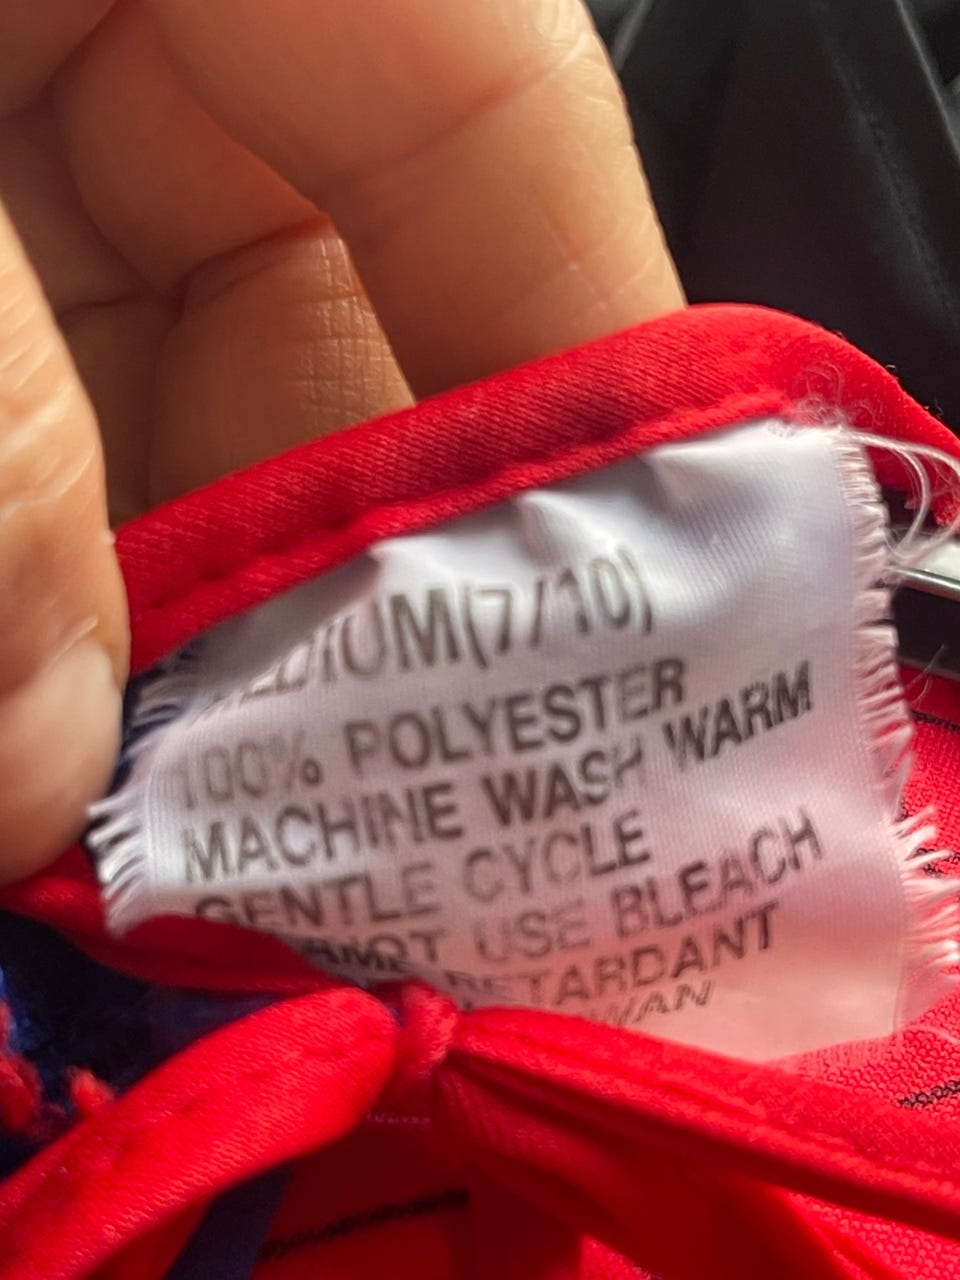 MEDIUM(7/10)
100% POLYESTER
MACHINE WASH WARM
GENTLE CYCLE
USE BLEACH
RETARDANT